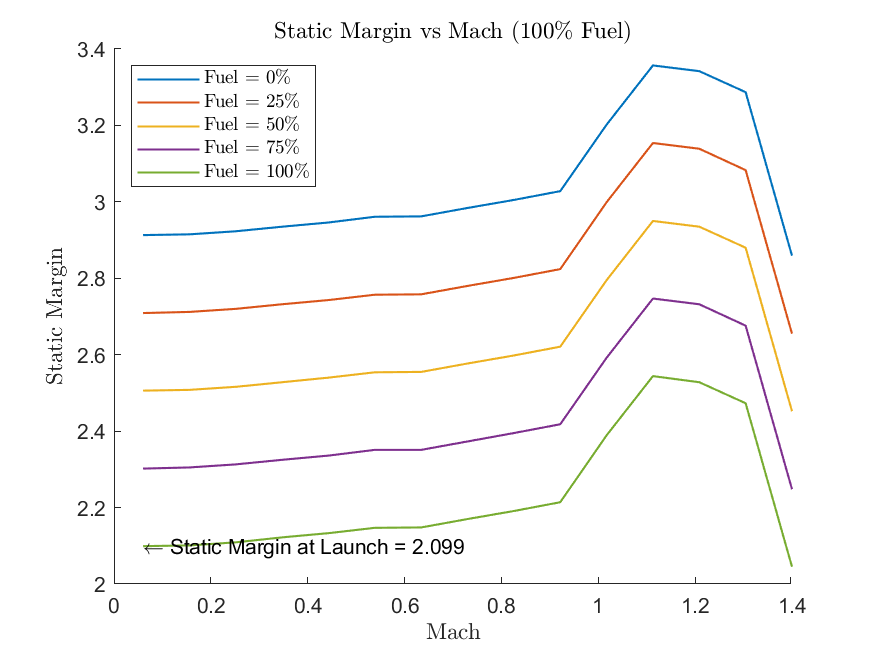 Static Margin vs Mach (100% Fuel)
3.4
3.2
3
2.8
2.6
2.4
2.2
2
Static Margin
Fuel = 0%
Fuel = 25%
Fuel = 50%
Fuel = 75%
Fuel = 100%
← Static Margin at Launch = 2.099
0 0.2 0.4 0.6 0.8 1 1.2 1.4
Mach